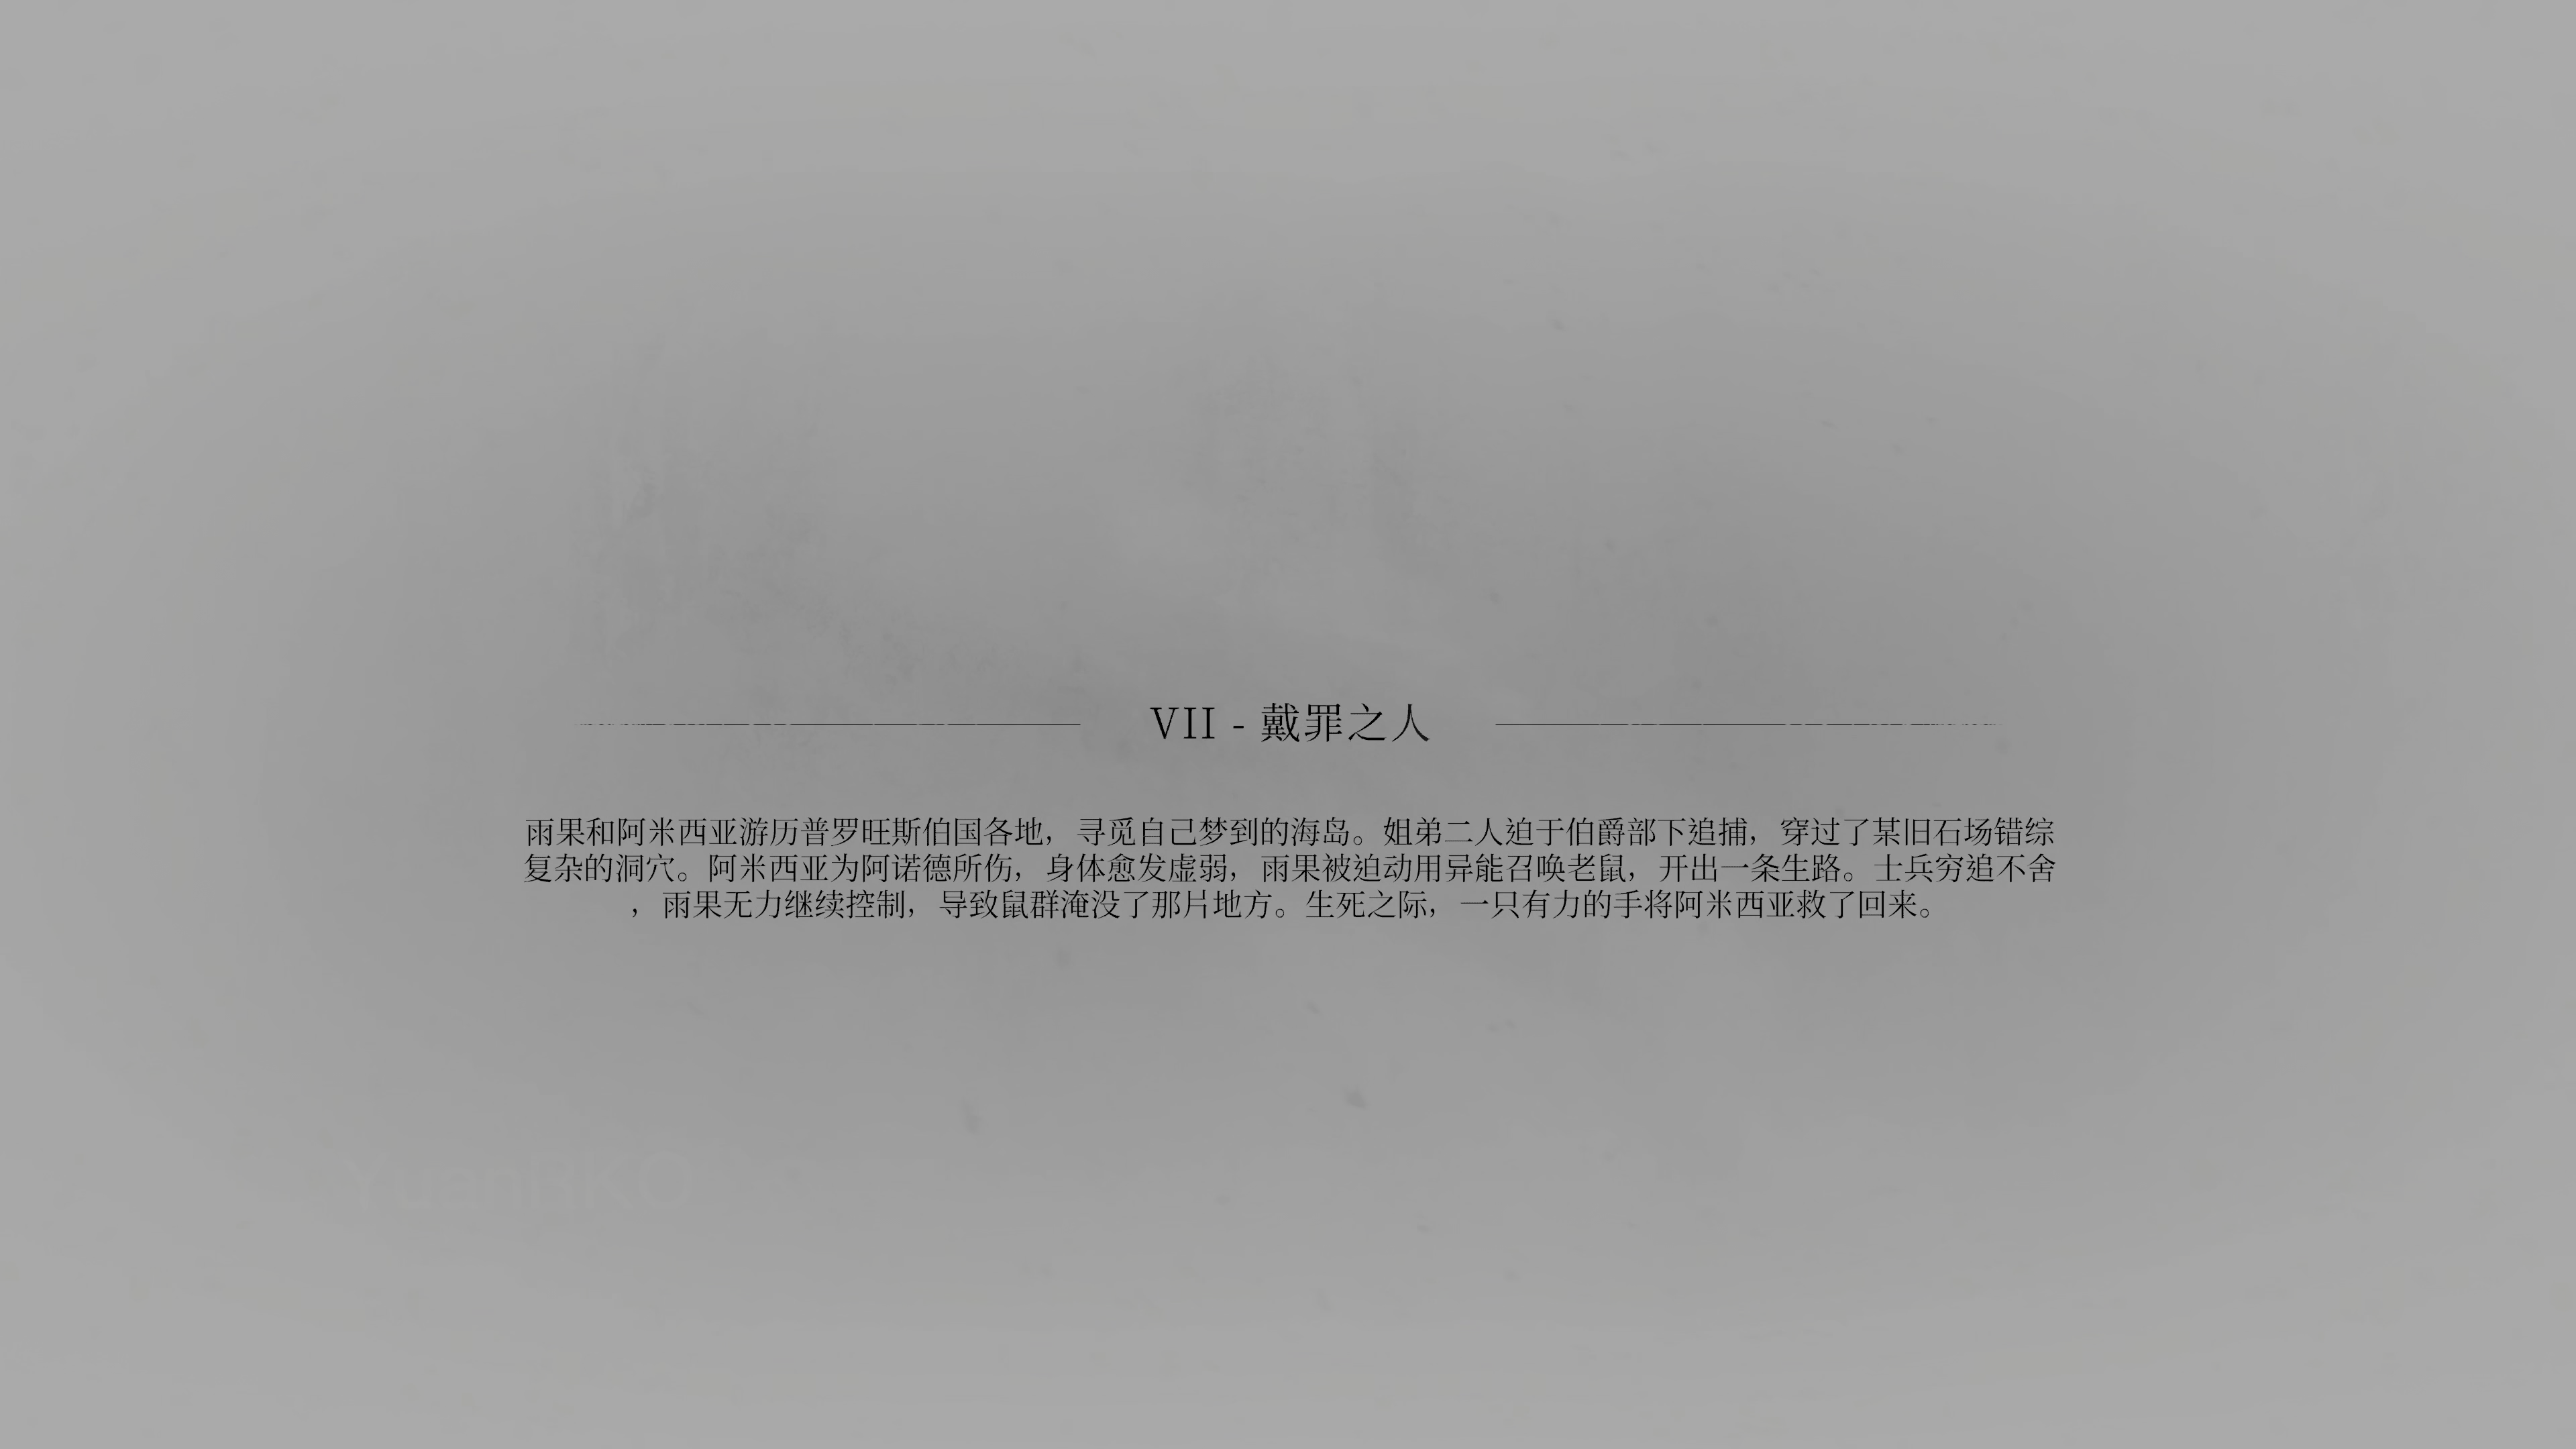 VII - 戴罪之人
雨果和阿米西亚游历普罗旺斯伯国各地，寻觅自己梦到的海岛。姐弟二人迫于伯爵部下追捕，穿过了某旧石场错综
复杂的洞穴。阿米西亚为阿诺德所伤，身体愈发虚弱，雨果被迫动用异能召唤老鼠，开出一条生路。士兵穷追不舍
，雨果无力继续控制，导致鼠群淹没了那片地方。生死之际，一只有力的手将阿米西亚救了回来。
YuanRKO